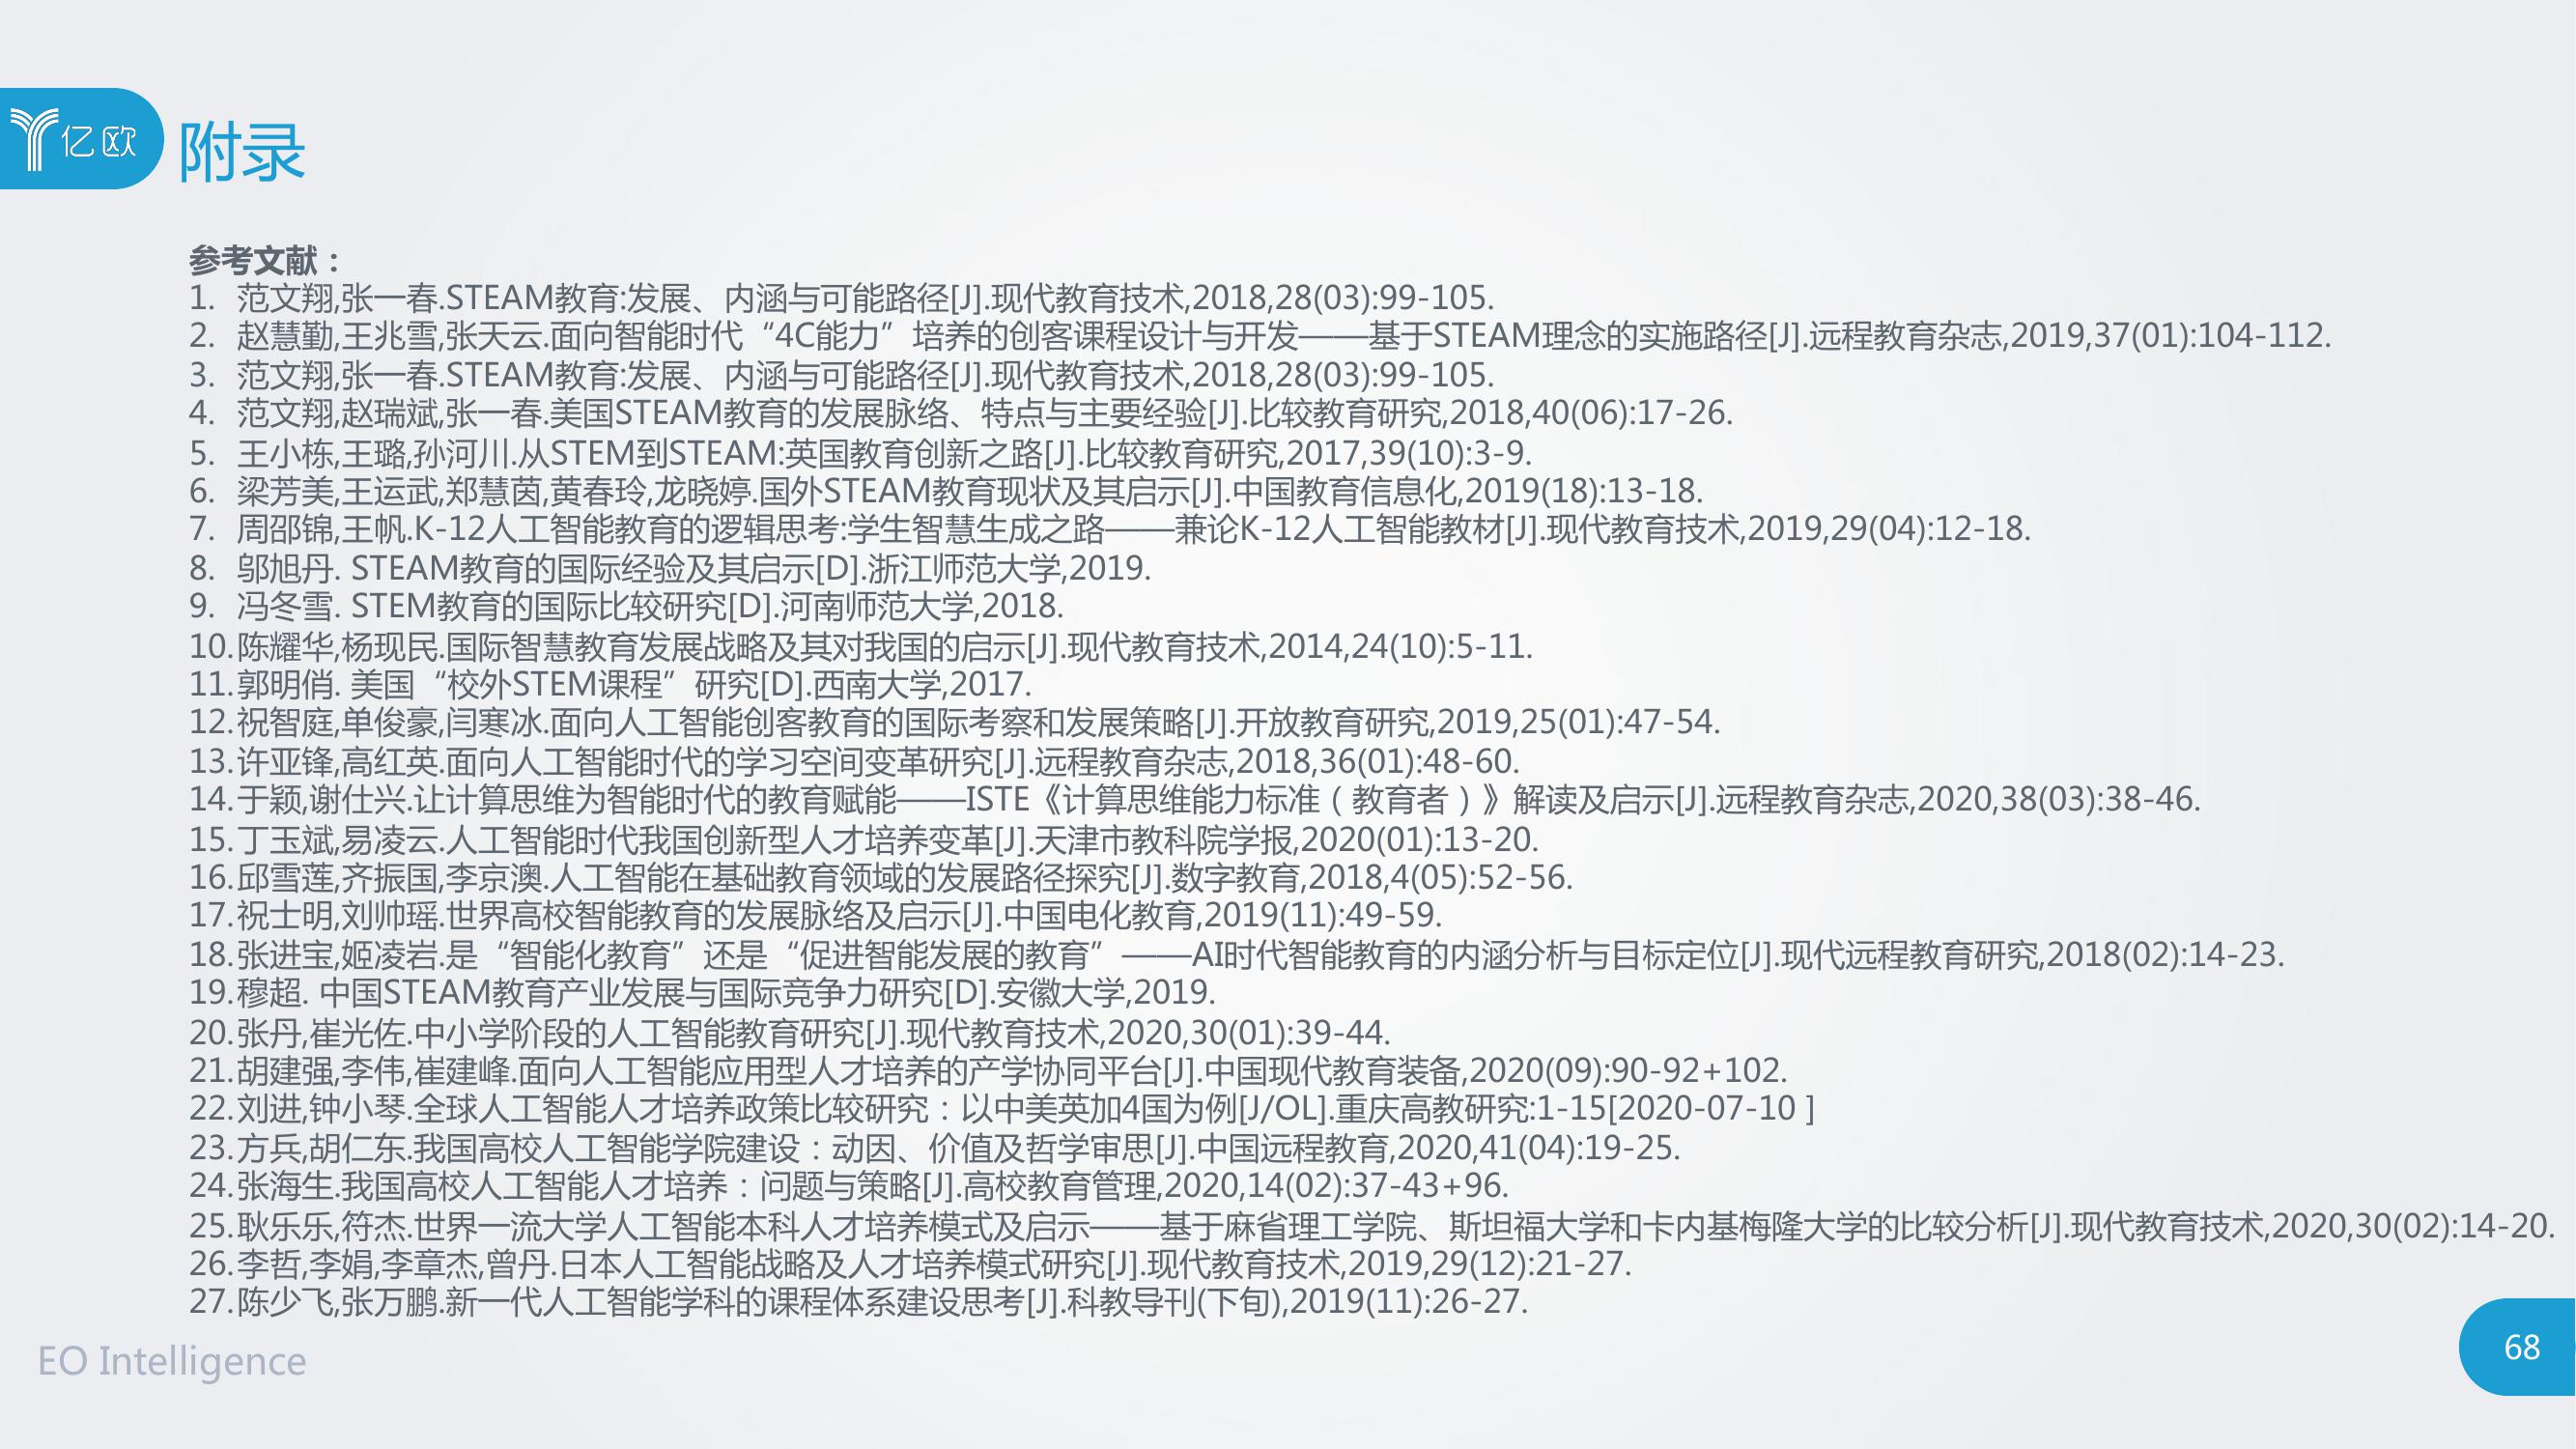 亿欧 附录
参考文献：
1. 范文翔,张一春.STEAM教育:发展、内涵与可能路径[J].现代教育技术,2018,28(03):99-105.
2. 赵慧勤,王兆雪,张天云.面向智能时代“4C能力”培养的创客课程设计与开发——基于STEAM理念的实施路径[J].远程教育杂志,2019,37(01):104-112.
3. 范文翔,张一春.STEAM教育:发展、内涵与可能路径[J].现代教育技术,2018,28(03):99-105.
4. 范文翔,赵瑞斌,张一春.美国STEAM教育的发展脉络、特点与主要经验[J].比较教育研究,2018,40(06):17-26.
5. 王小栋,王璐,孙河川.从STEM到STEAM:英国教育创新之路[J].比较教育研究,2017,39(10):3-9.
6. 梁芳美,王运武,郑慧茵,黄春玲,龙晓婷.国外STEAM教育现状及其启示[J].中国教育信息化,2019(18):13-18.
7. 周邵锦,王帆.K-12人工智能教育的逻辑思考:学生智慧生成之路——兼论K-12人工智能教材[J].现代教育技术,2019,29(04):12-18.
8. 邬旭丹. STEAM教育的国际经验及其启示[D].浙江师范大学,2019.
9. 冯冬雪. STEM教育的国际比较研究[D].河南师范大学,2018.
10.陈耀华,杨现民.国际智慧教育发展战略及其对我国的启示[J].现代教育技术,2014,24(10):5-11.
11.郭明俏. 美国“校外STEM课程”研究[D].西南大学,2017.
12.祝智庭,单俊豪,闫寒冰.面向人工智能创客教育的国际考察和发展策略[J].开放教育研究,2019,25(01):47-54.
13.许亚锋,高红英.面向人工智能时代的学习空间变革研究[J].远程教育杂志,2018,36(01):48-60.
14.于颖,谢仕兴.让计算思维为智能时代的教育赋能——ISTE《计算思维能力标准（教育者）》解读及启示[J].远程教育杂志,2020,38(03):38-46.
15.丁玉斌,易凌云.人工智能时代我国创新型人才培养变革[J].天津市教科院学报,2020(01):13-20.
16.邱雪莲,齐振国,李京澳.人工智能在基础教育领域的发展路径探究[J].数字教育,2018,4(05):52-56.
17.祝士明,刘帅瑶.世界高校智能教育的发展脉络及启示[J].中国电化教育,2019(11):49-59.
18.张进宝,姬凌岩.是“智能化教育”还是“促进智能发展的教育”——AI时代智能教育的内涵分析与目标定位[J].现代远程教育研究,2018(02):14-23.
19.穆超. 中国STEAM教育产业发展与国际竞争力研究[D].安徽大学,2019.
20.张丹,崔光佐.中小学阶段的人工智能教育研究[J].现代教育技术,2020,30(01):39-44.
21.胡建强,李伟,崔建峰.面向人工智能应用型人才培养的产学协同平台[J].中国现代教育装备,2020(09):90-92+102.
22.刘进,钟小琴.全球人工智能人才培养政策比较研究：以中美英加4国为例[J/OL].重庆高教研究:1-15[2020-07-10 ]
23.方兵,胡仁东.我国高校人工智能学院建设：动因、价值及哲学审思[J].中国远程教育,2020,41(04):19-25.
24.张海生.我国高校人工智能人才培养：问题与策略[J].高校教育管理,2020,14(02):37-43+96.
25.耿乐乐,符杰.世界一流大学人工智能本科人才培养模式及启示——基于麻省理工学院、斯坦福大学和卡内基梅隆大学的比较分析[J].现代教育技术,2020,30(02):14-20.
26.李哲,李娟,李章杰,曾丹.日本人工智能战略及人才培养模式研究[J].现代教育技术,2019,29(12):21-27.
27.陈少飞,张万鹏.新一代人工智能学科的课程体系建设思考[J].科教导刊(下旬),2019(11):26-27.
EO Intelligence
68